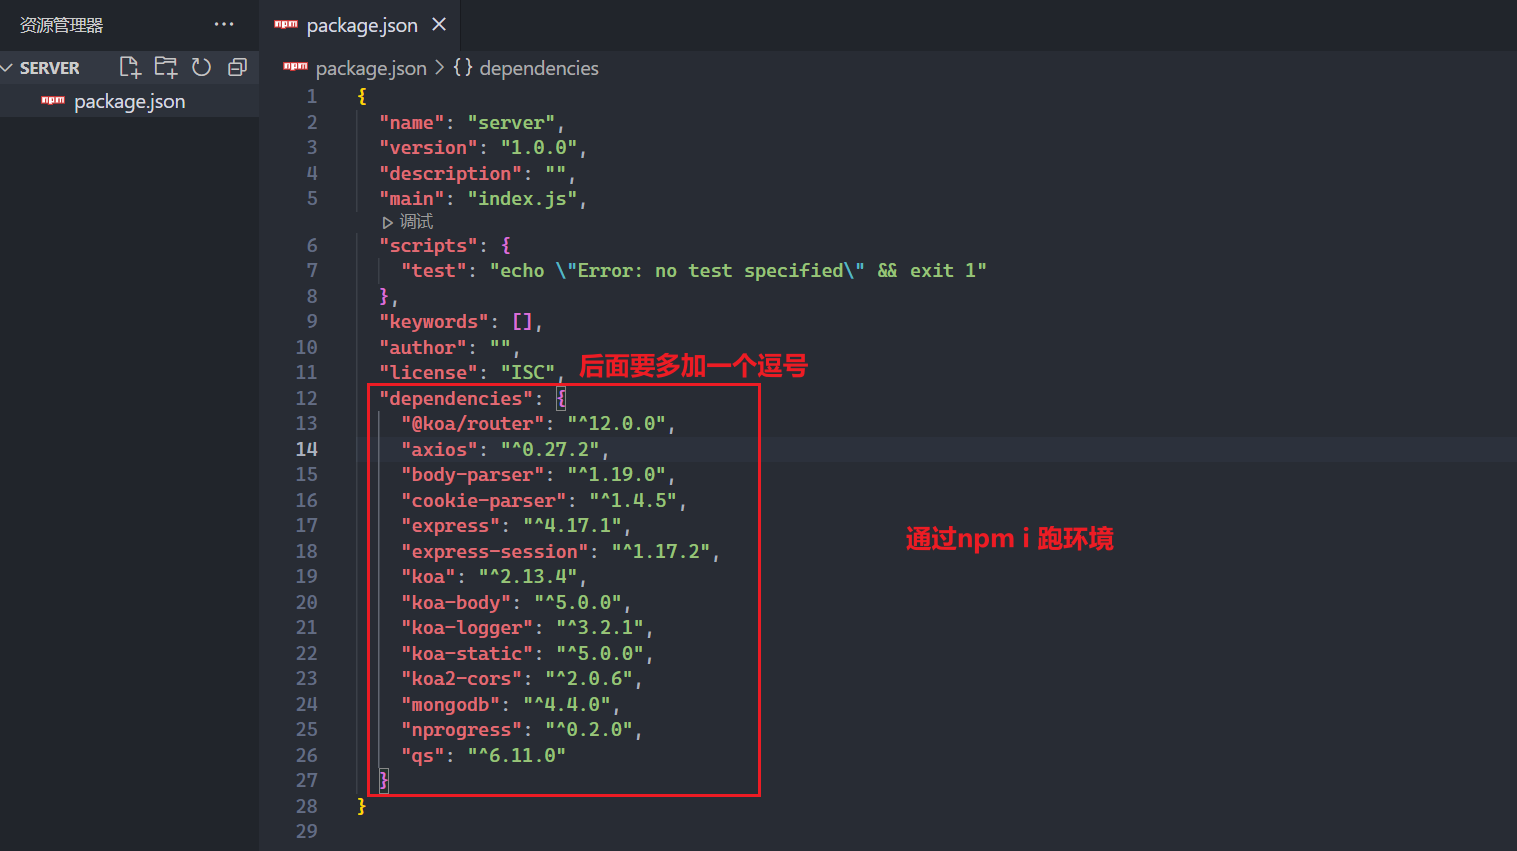 资源管理器 ···
npm package.json ×
SERVER
npm package.json
npm package.json > {} dependencies
1 {
2 "name": "server",
3 "version": "1.0.0",
4 "description": "",
5 "main": "index.js",
调试
6 "scripts": {
7 "test": "echo \"Error: no test specified\" && exit 1"
8 },
9 "keywords": [],
10 "author": "",
11 "license": "ISC",
后面要多加一个逗号
12 "dependencies": {
13 "@koa/router": "^12.0.0",
14 "axios": "^0.27.2",
15 "body-parser": "^1.19.0",
16 "cookie-parser": "^1.4.5",
17 "express": "^4.17.1",
18 "express-session": "^1.17.2",
通过npm i 跑环境
19 "koa": "^2.13.4",
20 "koa-body": "^5.0.0",
21 "koa-logger": "^3.2.1",
22 "koa-static": "^5.0.0",
23 "koa2-cors": "^2.0.6",
24 "mongodb": "^4.4.0",
25 "nprogress": "^0.2.0",
26 "qs": "^6.11.0"
27 }
28 }
29